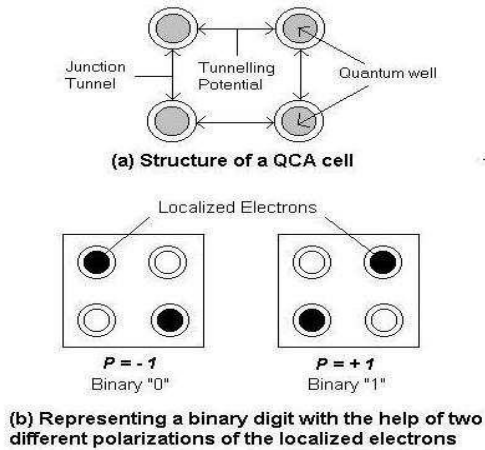 Junction
Tunnel
Tunnelling
Potential
Quantum well
(a) Structure of a QCA cell
Localized Electrons
P = - 1
Binary "0"
P = + 1
Binary "1"
(b) Representing a binary digit with the help of two
different polarizations of the localized electrons